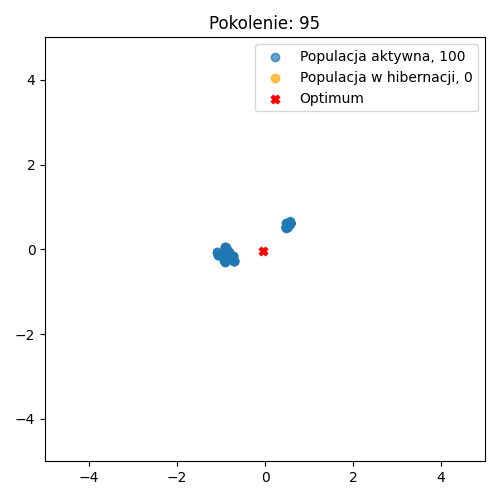 Pokolenie: 95
Populacja aktywna, 100
Populacja w hibernacji, 0
Optimum
4
2
0
−2
−4
−4 −2 0 2 4